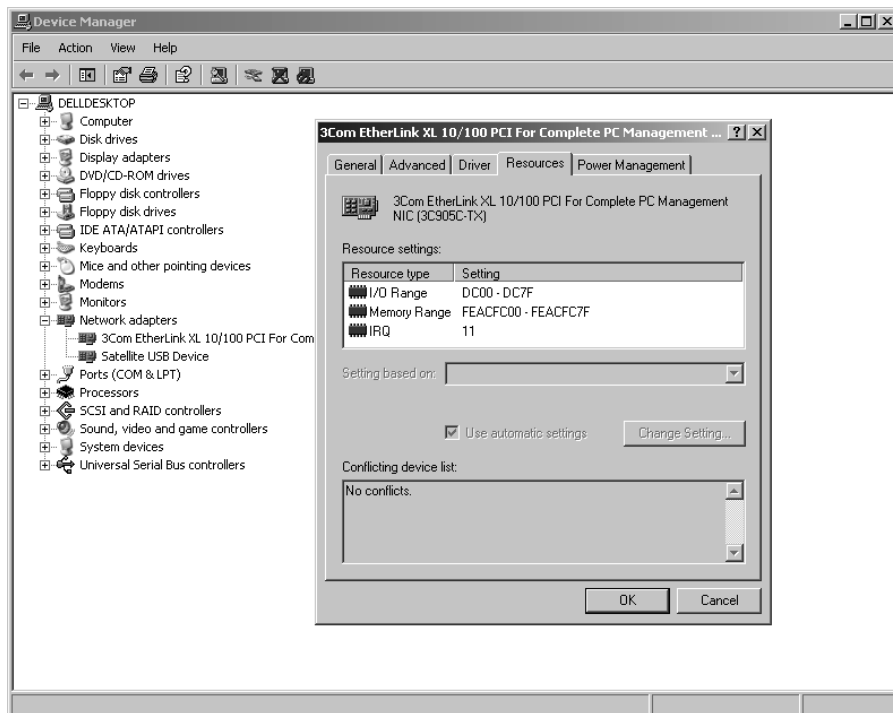 Device Manager
File Action View Help
DELLDESKTOP
Computer
Disk drives
Display adapters
DVD/CD-ROM drives
Floppy disk controllers
Floppy disk drives
IDE ATA/ATAPI controllers
Keyboards
Mice and other pointing devices
Modems
Monitors
Network adapters
3Com EtherLink XL 10/100 PCI For Com
Satellite USB Device
Ports (COM & LPT)
Processors
SCSI and RAID controllers
Sound, video and game controllers
System devices
Universal Serial Bus controllers
3Com EtherLink XL 10/100 PCI For Complete PC Management ...
General Advanced Driver Resources Power Management
3Com EtherLink XL 10/100 PCI For Complete PC Management
NIC (3C905C-TX)
Resource settings:
Resource type Setting
I/O Range DC00 - DC7F
Memory Range FEACFC00 - FEACFC7F
IRQ 11
Setting based on:
Use automatic settings Change Setting...
Conflicting device list:
No conflicts.
OK Cancel